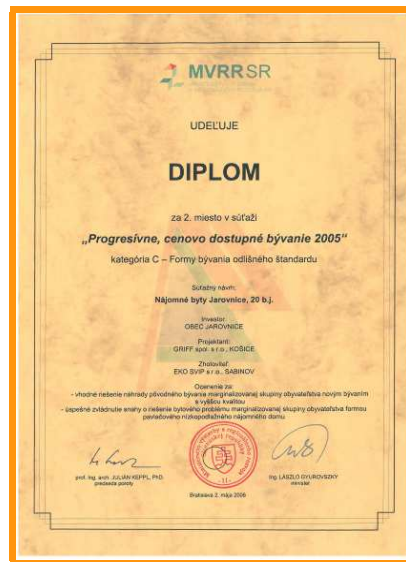 MVRR SR
UDEĽUJE
DIPLOM
za 2. miesto v súťaži
„Progresívne, cenovo dostupné bývanie 2005“
kategória C – Formy bývania odlišného štandardu
Súťažný návrh:
Nájomné byty Jarovnice, 20 b.j.
Investor:
OBEC JAROVNICE
Projektant:
GRIFF spol. s r.o., KOŠICE
Zhotoviteľ:
EKO SVIP s r.o., SABINOV
Ocenenie za:
- vhodné riešenie náhrady pôvodného bývania marginalizovanej skupiny obyvateľstva novým bývaním
s vyššou kvalitou
- úspešné zvládnutie snahy o riešenie bytového problému marginalizovanej skupiny obyvateľstva formou
pavlačového nízkopodlažného nájomného domu
prof. Ing. arch. JULIÁN KEPPL, PhD.
predseda poroty
Ing. LÁSZLÓ GYUROVSZKY
minister
Bratislava 2. mája 2006